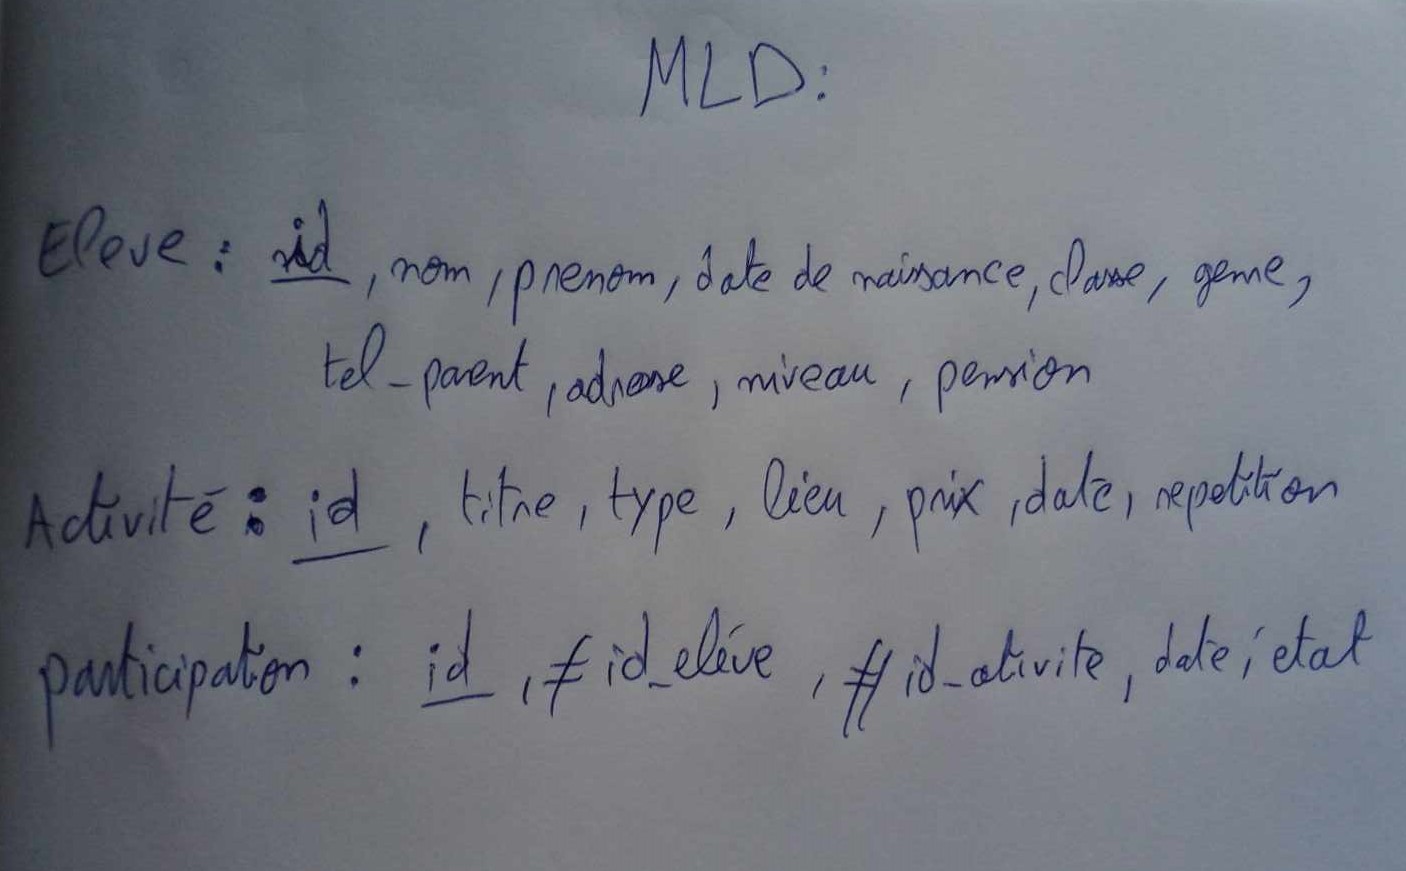 MLD:
Eleve : id , nom , prenom , date de naissance , classe , genre ,
tel_parent , adresse , niveau , pension
Activité : id , titre , type , lieu , prix , date , repetition
participation : id , # id_eléve , # id_ativite , date , etat